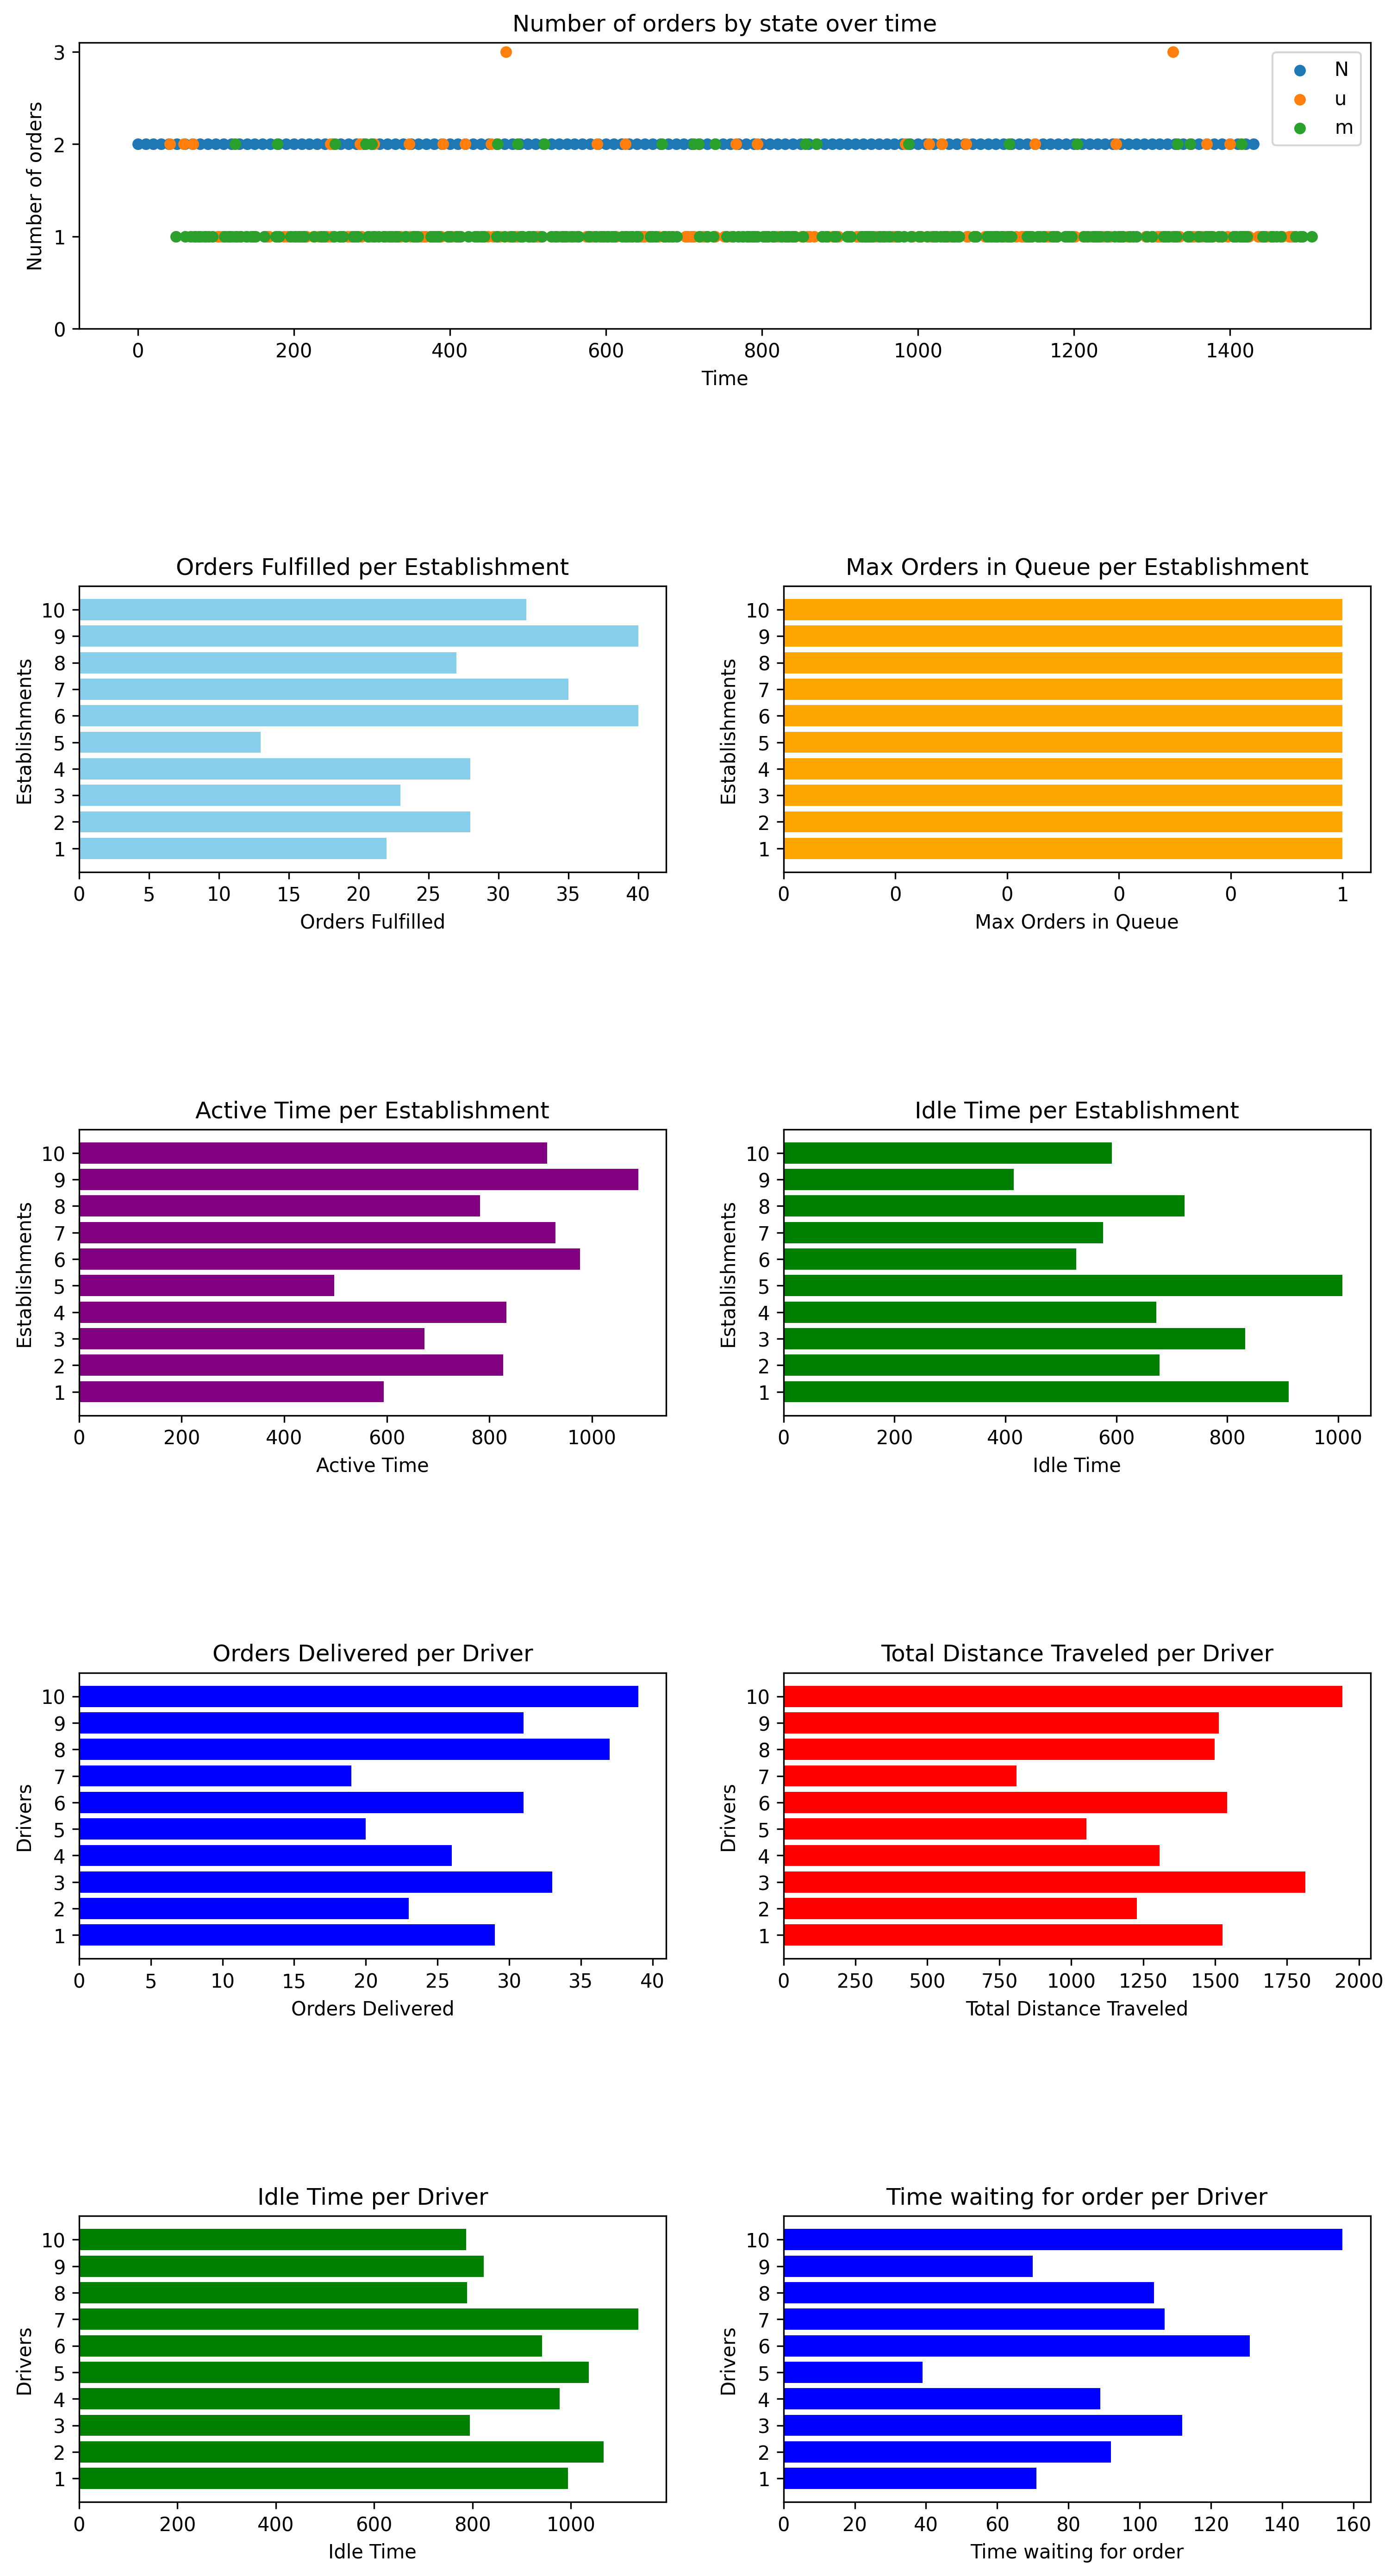 Number of orders by state over time
Number of orders
3
2
1
0
N
u
m
0 200 400 600 800 1000 1200 1400
Time
Orders Fulfilled per Establishment
Establishments
10
9
8
7
6
5
4
3
2
1
0 5 10 15 20 25 30 35 40
Orders Fulfilled
Max Orders in Queue per Establishment
Establishments
10
9
8
7
6
5
4
3
2
1
0 0 0 0 0 1
Max Orders in Queue
Active Time per Establishment
Establishments
10
9
8
7
6
5
4
3
2
1
0 200 400 600 800 1000
Active Time
Idle Time per Establishment
Establishments
10
9
8
7
6
5
4
3
2
1
0 200 400 600 800 1000
Idle Time
Orders Delivered per Driver
Drivers
10
9
8
7
6
5
4
3
2
1
0 5 10 15 20 25 30 35 40
Orders Delivered
Total Distance Traveled per Driver
Drivers
10
9
8
7
6
5
4
3
2
1
0 250 500 750 1000 1250 1500 1750 2000
Total Distance Traveled
Idle Time per Driver
Drivers
10
9
8
7
6
5
4
3
2
1
0 200 400 600 800 1000
Idle Time
Time waiting for order per Driver
Drivers
10
9
8
7
6
5
4
3
2
1
0 20 40 60 80 100 120 140 160
Time waiting for order